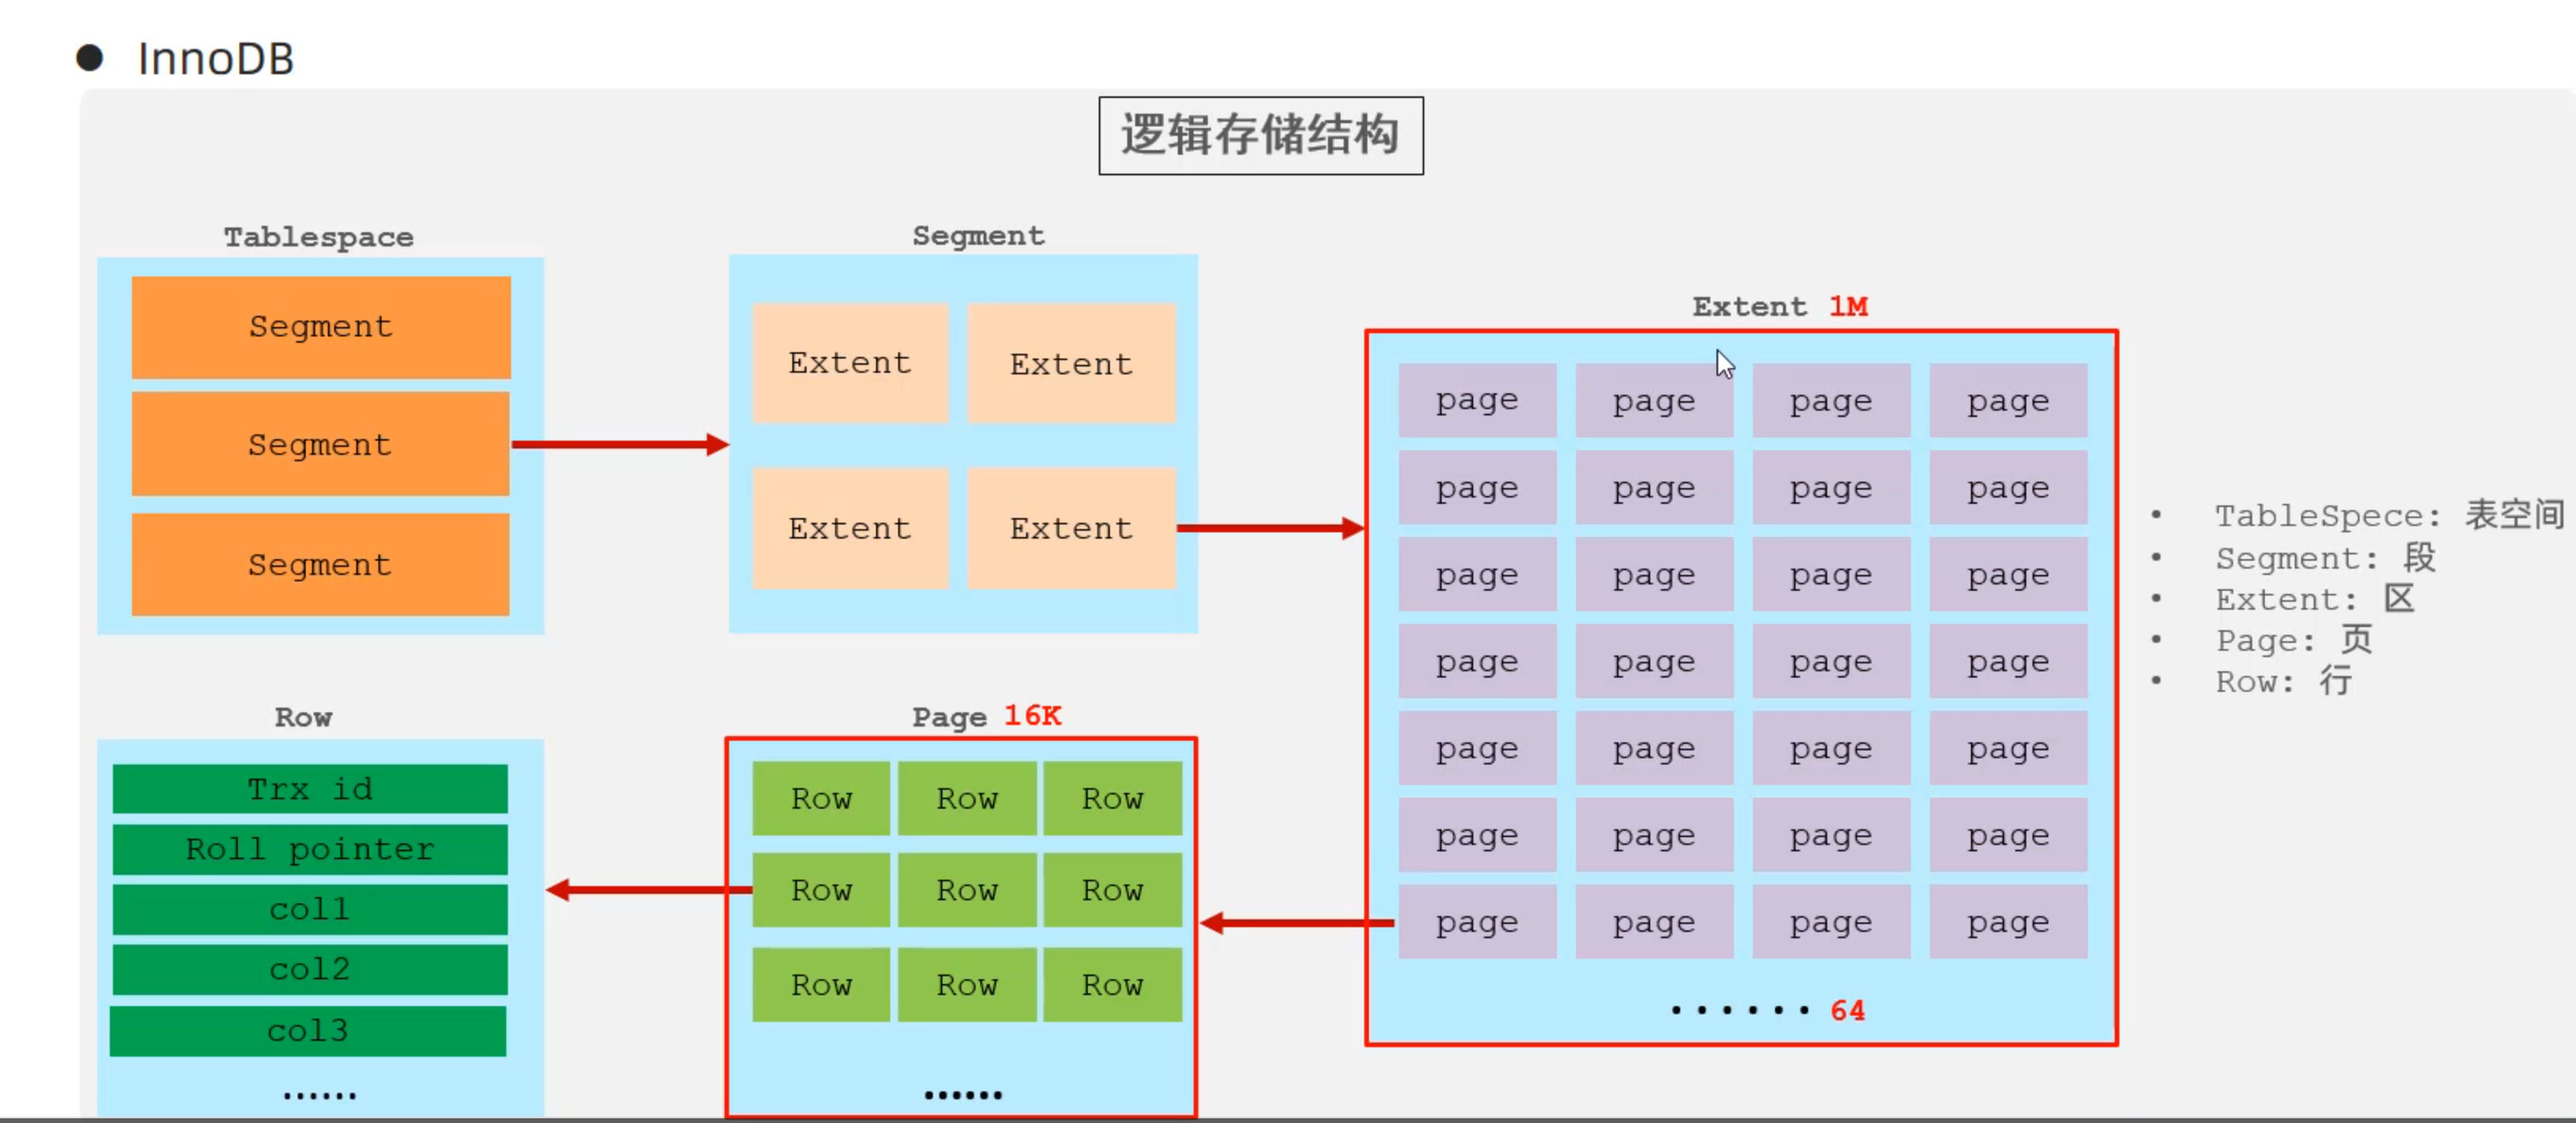 ● InnoDB
逻辑存储结构
Tablespace
Segment
Segment
Segment
Segment
Extent Extent
Extent Extent
Extent 1M
page page page page
page page page page
page page page page
page page page page
page page page page
page page page page
page page page page
······ 64
Page 16K
Row Row Row
Row Row Row
Row Row Row
······
Row
Trx id
Roll pointer
col1
col2
col3
······
• TableSpece: 表空间
• Segment: 段
• Extent: 区
• Page: 页
• Row: 行